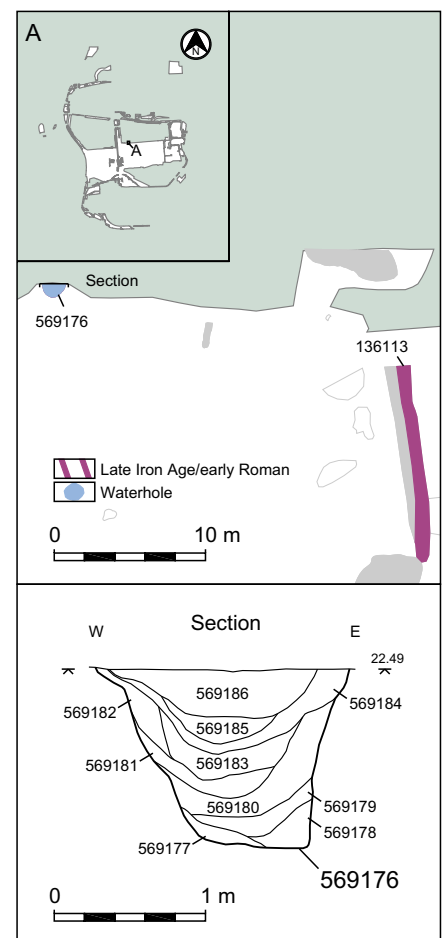 A
N
A
Section
569176
136113
Late Iron Age/early Roman
Waterhole
0 10 m
Section
W E
22.49
569186
569182 569184
569185
569181 569183
569180 569179
569178
569177
569176
0 1 m